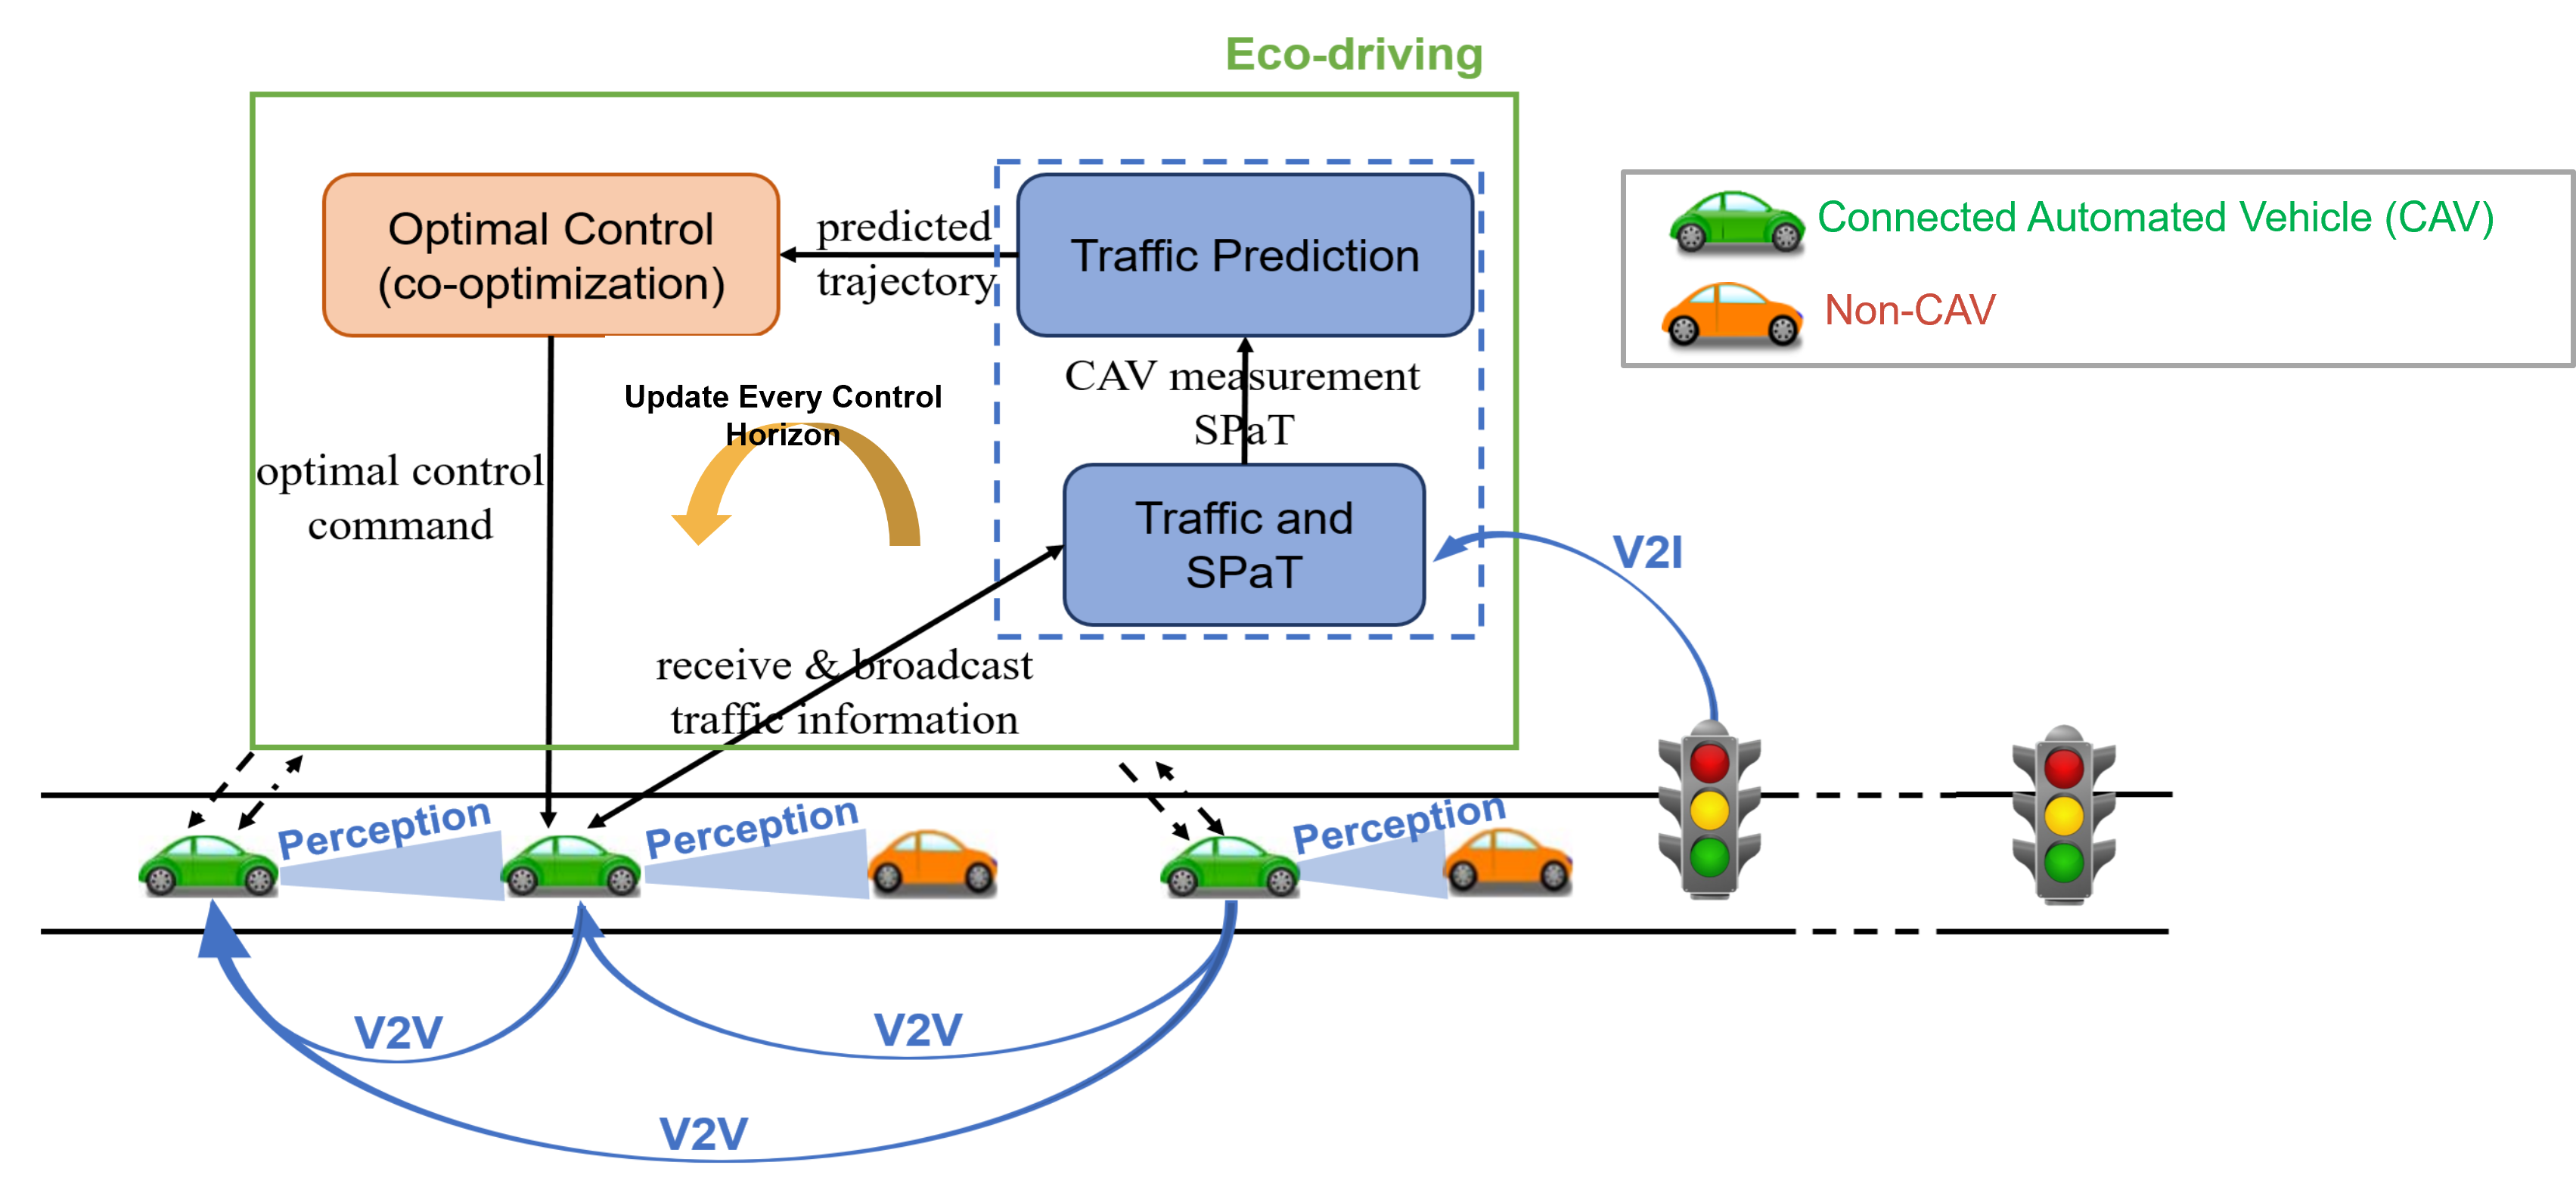 Eco-driving
Optimal Control
(co-optimization)
predicted
trajectory
Traffic Prediction
Connected Automated Vehicle (CAV)
Non-CAV
CAV measurement
SPaT
Update Every Control
Horizon
optimal control
command
Traffic and
SPaT
V2I
receive & broadcast
traffic information
Perception
Perception
Perception
V2V
V2V
V2V